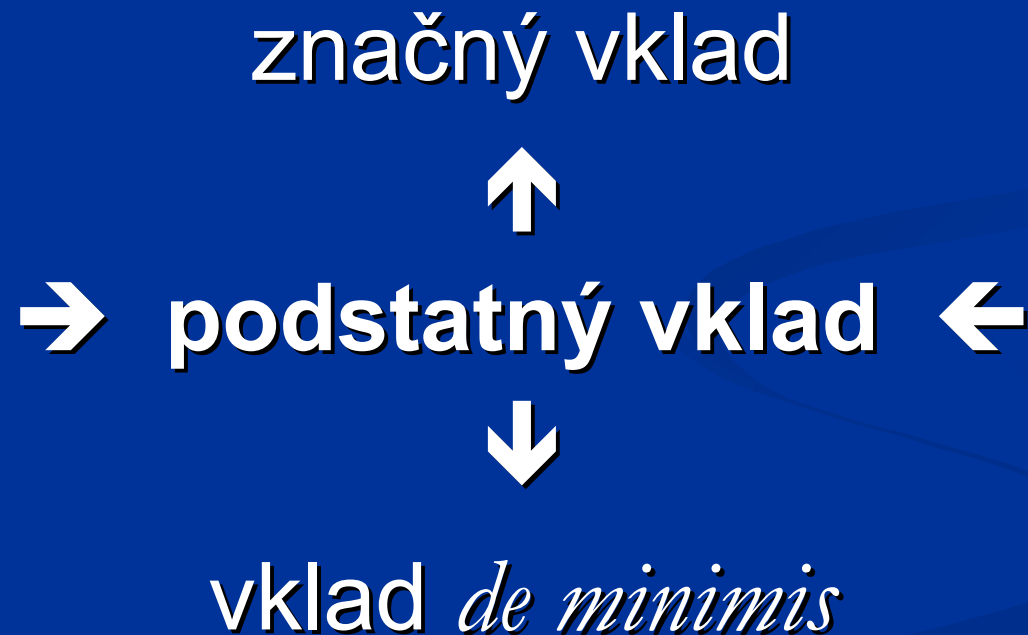 značný vklad
↑
→ podstatný vklad ←
↓
vklad de minimis